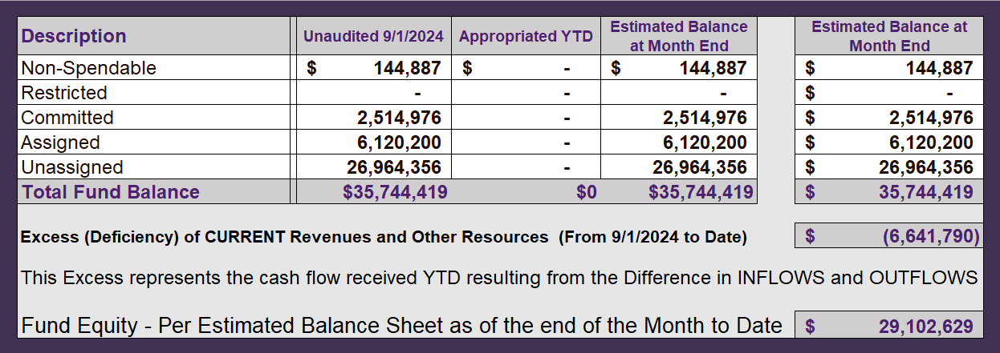 Description Unaudited 9/1/2024 Appropriated YTD Estimated Balance at Month End Estimated Balance at Month End
Non-Spendable $ 144,887 $ - $ 144,887 $ 144,887
Restricted - - - $ -
Committed 2,514,976 - 2,514,976 $ 2,514,976
Assigned 6,120,200 - 6,120,200 $ 6,120,200
Unassigned 26,964,356 - 26,964,356 $ 26,964,356
Total Fund Balance $35,744,419 $0 $35,744,419 $ 35,744,419
Excess (Deficiency) of CURRENT Revenues and Other Resources (From 9/1/2024 to Date) $ (6,641,790)
This Excess represents the cash flow received YTD resulting from the Difference in INFLOWS and OUTFLOWS
Fund Equity - Per Estimated Balance Sheet as of the end of the Month to Date $ 29,102,629